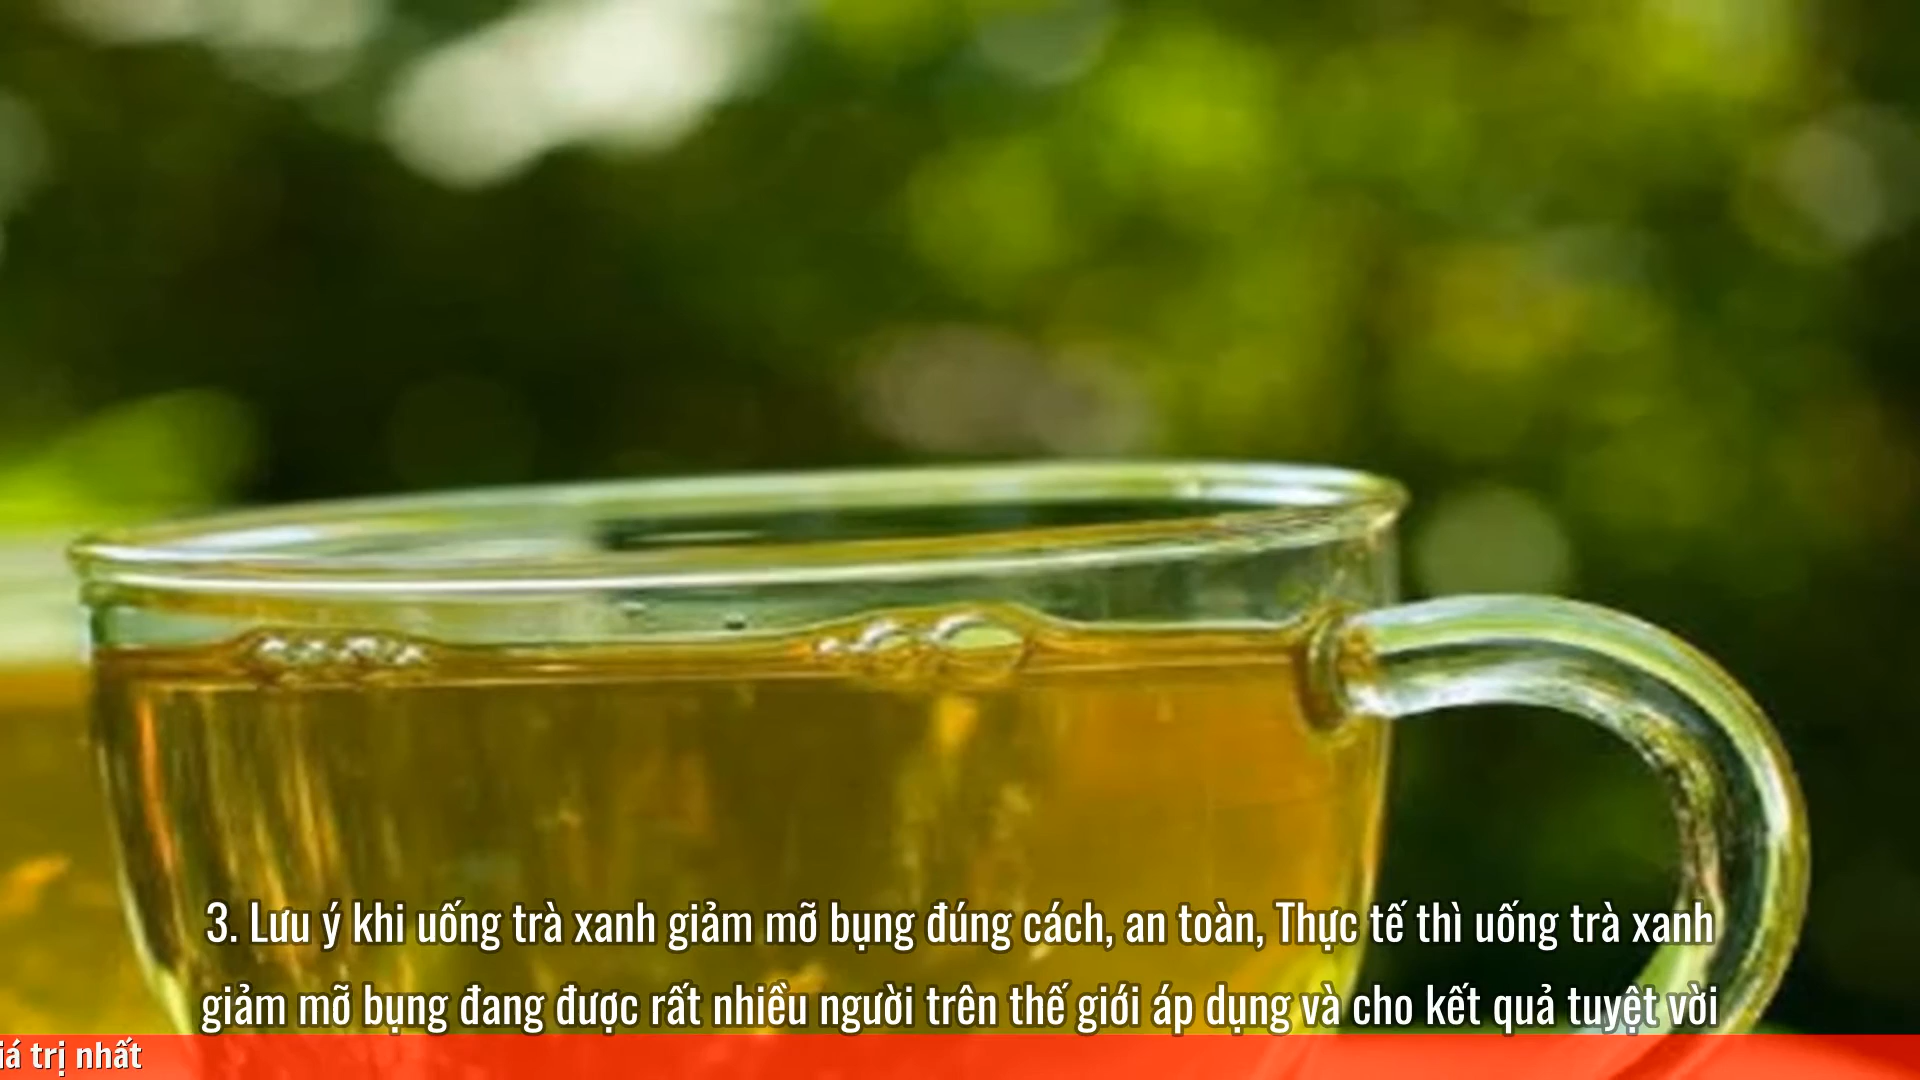 3. Lưu ý khi uống trà xanh giảm mỡ bụng đúng cách, an toàn, Thực tế thì uống trà xanh
giảm mỡ bụng đang được rất nhiều người trên thế giới áp dụng và cho kết quả tuyệt vời
trị nhất